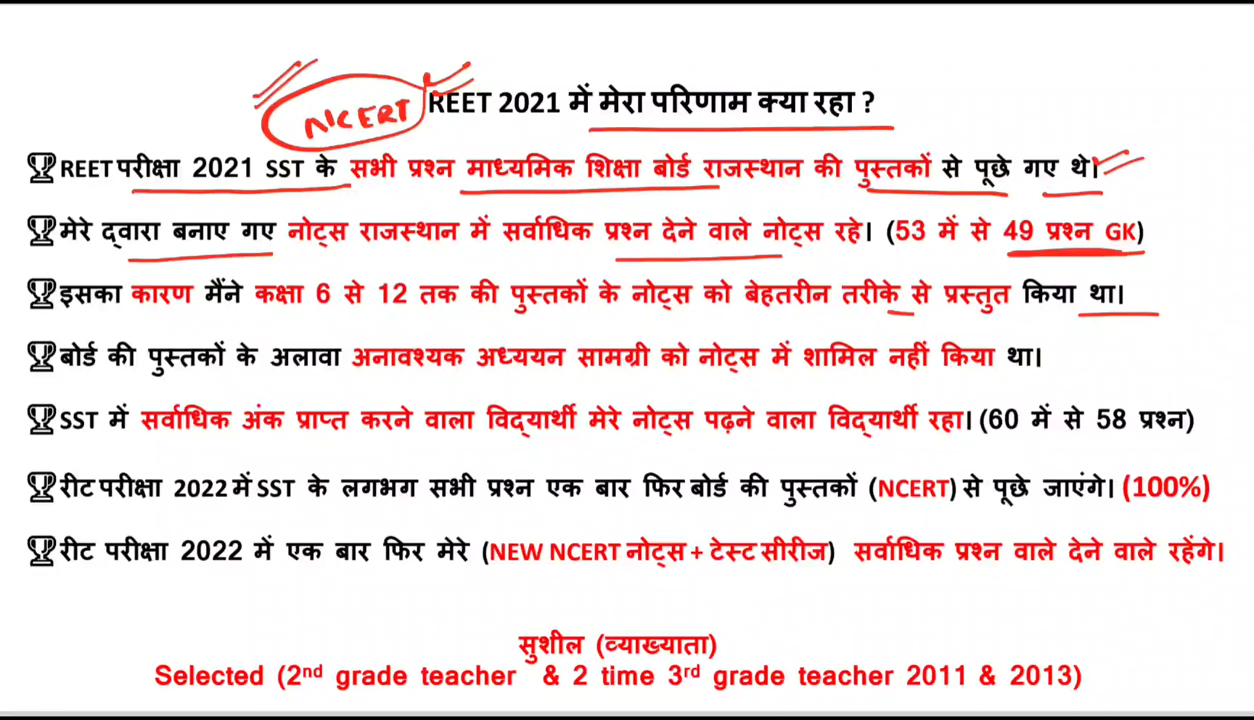 NCERT REET 2021 में मेरा परिणाम क्या रहा ?
REET परीक्षा 2021 SST के सभी प्रश्न माध्यमिक शिक्षा बोर्ड राजस्थान की पुस्तकों से पूछे गए थे।
मेरे द्वारा बनाए गए नोट्स राजस्थान में सर्वाधिक प्रश्न देने वाले नोट्स रहे। (53 में से 49 प्रश्न GK)
इसका कारण मैंने कक्षा 6 से 12 तक की पुस्तकों के नोट्स को बेहतरीन तरीके से प्रस्तुत किया था।
बोर्ड की पुस्तकों के अलावा अनावश्यक अध्ययन सामग्री को नोट्स में शामिल नहीं किया था।
SST में सर्वाधिक अंक प्राप्त करने वाला विद्यार्थी मेरे नोट्स पढ़ने वाला विद्यार्थी रहा। (60 में से 58 प्रश्न)
रीट परीक्षा 2022 में SST के लगभग सभी प्रश्न एक बार फिर बोर्ड की पुस्तकों (NCERT) से पूछे जाएंगे। (100%)
रीट परीक्षा 2022 में एक बार फिर मेरे (NEW NCERT नोट्स + टेस्ट सीरीज) सर्वाधिक प्रश्न वाले देने वाले रहेंगे।
सुशील (व्याख्याता)
Selected (2nd grade teacher & 2 time 3rd grade teacher 2011 & 2013)